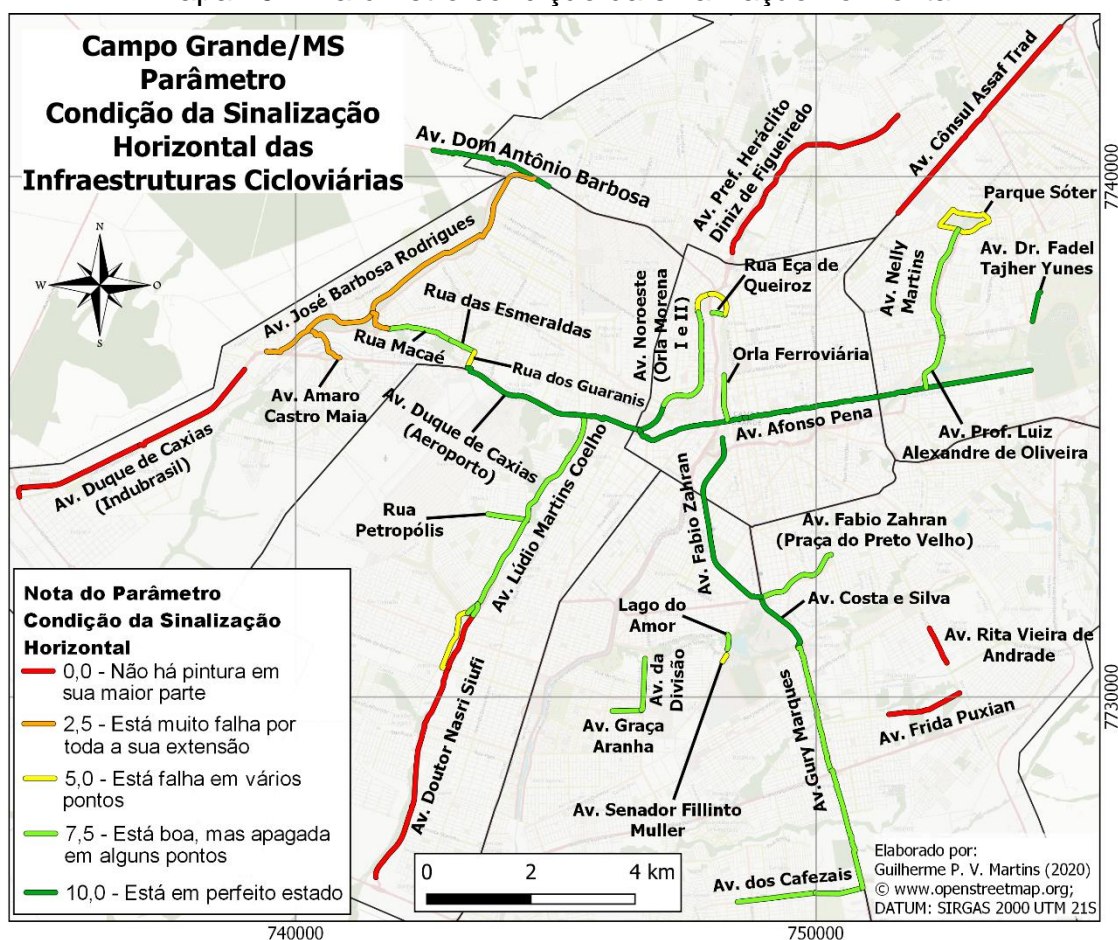 Campo Grande/MS
Parâmetro
Condição da Sinalização
Horizontal das
Infraestruturas Cicloviárias
N
W
O
S
Av. Dom Antônio Barbosa
Av. Pref. Heráclito
Diniz de Figueiredo
Av. Cônsul Assaf Trad
7740000
Parque Sóter
Av. Nelly
Martins
Av. Dr. Fadel
Tajher Yunes
Av. José Barbosa Rodrigues
Rua das Esmeraldas
Rua Macaé
Rua dos Guaranis
Av. Noroeste
(Orla Morena
I e II)
Rua Eça de
Queiroz
Orla Ferroviária
Av. Amaro
Castro Maia
Av. Duque de Caxias
(Indubrasil)
Av. Duque de Caxias
(Aeroporto)
Av. Afonso Pena
Av. Prof. Luiz
Alexandre de Oliveira
Rua
Petropólis
Av. Lúdio Martins Coelho
Av. Fabio Zahran
Av. Fabio Zahran
(Praça do Preto Velho)
Av. Costa e Silva
Lago do
Amor
Av. da
Divisão
Av. Graça
Aranha
Av. Rita Vieira de
Andrade
Av. Frida Puxian
7730000
Av. Doutor Nasri Siufi
Av. Senador Fillinto
Muller
Av.Gury Marques
Av. dos Cafezais
Nota do Parâmetro
Condição da Sinalização
Horizontal
0,0 - Não há pintura em
sua maior parte
2,5 - Está muito falha por
toda a sua extensão
5,0 - Está falha em vários
pontos
7,5 - Está boa, mas apagada
em alguns pontos
10,0 - Está em perfeito estado
0 2 4 km
Elaborado por:
Guilherme P. V. Martins (2020)
© www.openstreetmap.org;
DATUM: SIRGAS 2000 UTM 21S
740000
750000